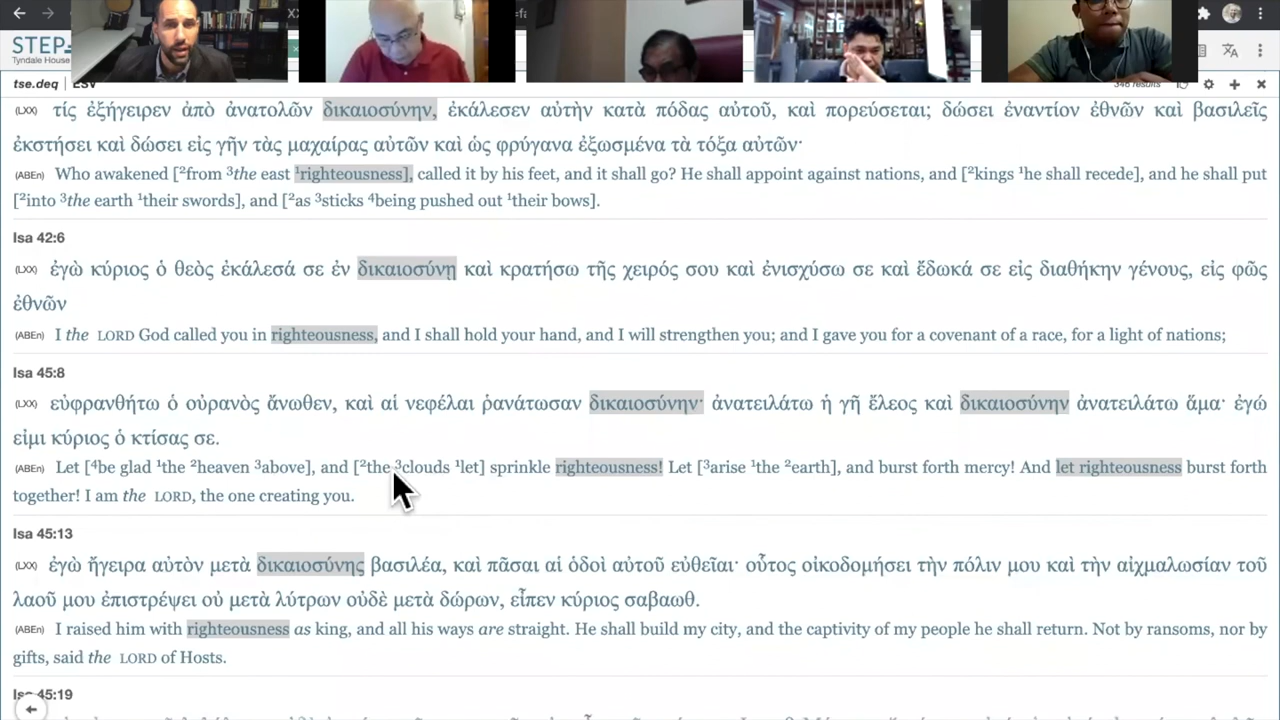 STEP
Tyndale House
tse.deq | ESV
346 results
(LXX) τίς ἐξήγειρεν ἀπὸ ἀνατολῶν δικαιοσύνην, ἐκάλεσεν αὐτὴν κατὰ πόδας αὐτοῦ, καὶ πορεύσεται; δώσει ἐναντίον ἐθνῶν καὶ βασιλεῖς
ἐκστήσει καὶ δώσει εἰς γῆν τὰς μαχαίρας αὐτῶν καὶ ὡς φρύγανα ἐξωσμένα τὰ τόξα αὐτῶν·
(ABEn) Who awakened [²from ³the east ¹righteousness], called it by his feet, and it shall go? He shall appoint against nations, and [²kings ¹he shall recede], and he shall put
[²into ³the earth ¹their swords], and [²as ³sticks ⁴being pushed out ¹their bows].
Isa 42:6
(LXX) ἐγὼ κύριος ὁ θεὸς ἐκάλεσά σε ἐν δικαιοσύνῃ καὶ κρατήσω τῆς χειρός σου καὶ ἐνισχύσω σε καὶ ἔδωκά σε εἰς διαθήκην γένους, εἰς φῶς
ἐθνῶν
(ABEn) I the LORD God called you in righteousness, and I shall hold your hand, and I will strengthen you; and I gave you for a covenant of a race, for a light of nations;
Isa 45:8
(LXX) εὐφρανθήτω ὁ οὐρανὸς ἄνωθεν, καὶ αἱ νεφέλαι ῥανάτωσαν δικαιοσύνην· ἀνατειλάτω ἡ γῆ ἔλεος καὶ δικαιοσύνην ἀνατειλάτω ἅμα· ἐγώ
εἰμι κύριος ὁ κτίσας σε.
(ABEn) Let [⁴be glad ¹the ²heaven ³above], and [²the ³clouds ¹let] sprinkle righteousness! Let [³arise ¹the ²earth], and burst forth mercy! And let righteousness burst forth
together! I am the LORD, the one creating you.
Isa 45:13
(LXX) ἐγὼ ἤγειρα αὐτὸν μετὰ δικαιοσύνης βασιλέα, καὶ πᾶσαι αἱ ὁδοὶ αὐτοῦ εὐθεῖαι· οὗτος οἰκοδομήσει τὴν πόλιν μου καὶ τὴν αἰχμαλωσίαν τοῦ
λαοῦ μου ἐπιστρέψει οὐ μετὰ λύτρων οὐδὲ μετὰ δώρων, εἶπεν κύριος σαβαωθ.
(ABEn) I raised him with righteousness as king, and all his ways are straight. He shall build my city, and the captivity of my people he shall return. Not by ransoms, nor by
gifts, said the LORD of Hosts.
Isa 45:19